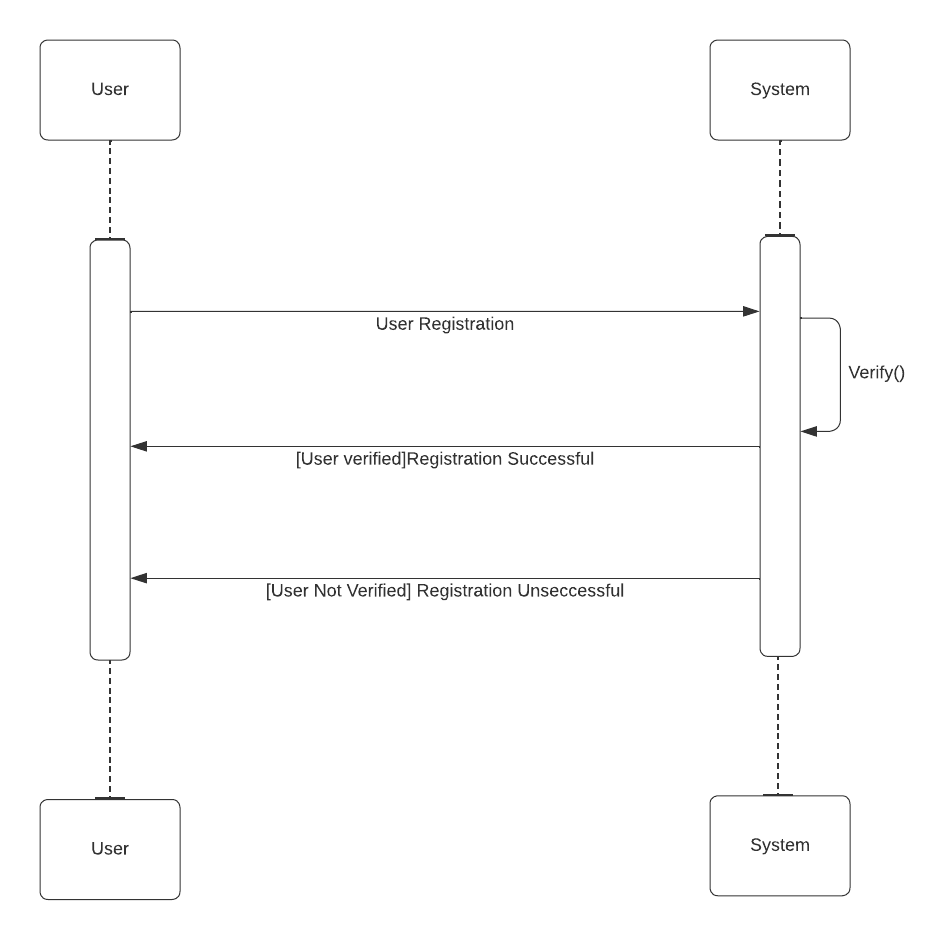 User
System
User Registration
Verify()
[User verified]Registration Successful
[User Not Verified] Registration Unseccessful
User
System